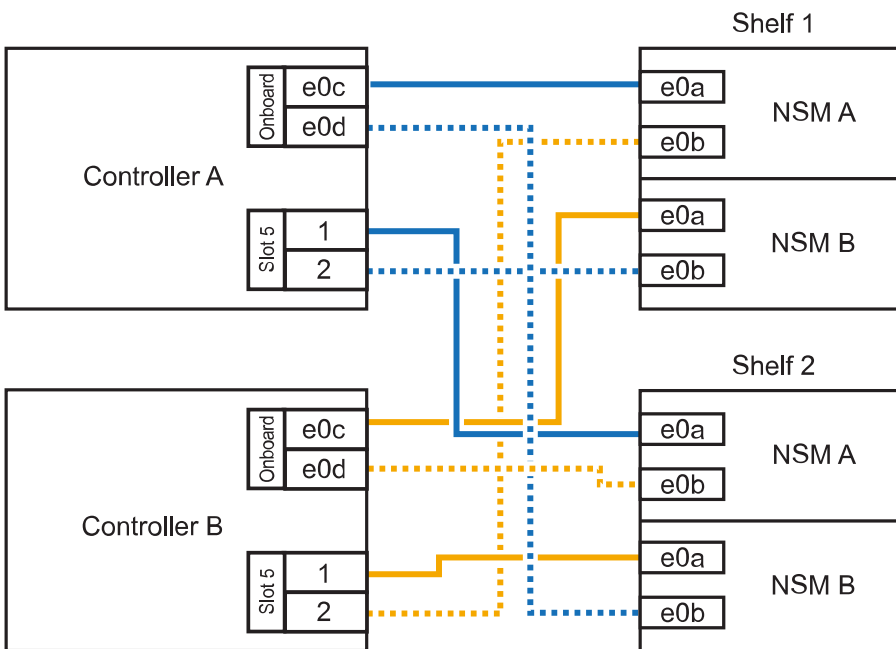 Shelf 1
Controller A
Onboard
e0c
e0d
Slot 5
1
2
e0a
e0b
NSM A
e0a
e0b
NSM B
Shelf 2
Controller B
Onboard
e0c
e0d
Slot 5
1
2
e0a
e0b
NSM A
e0a
e0b
NSM B